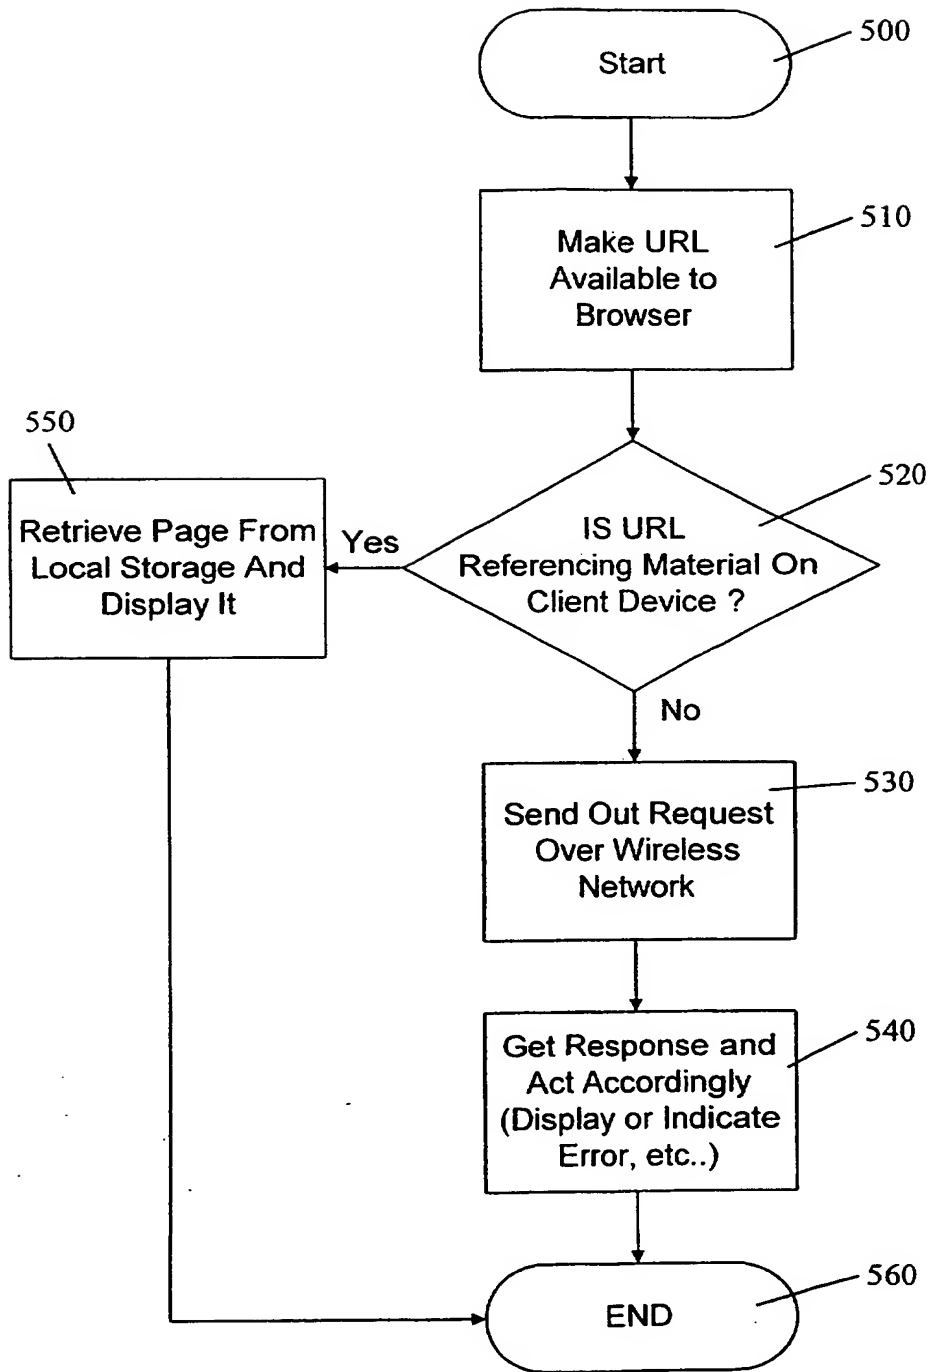 500
Start
510
Make URL
Available to
Browser
550
520
Retrieve Page From
Local Storage And
Display It
Yes
IS URL
Referencing Material On
Client Device ?
No
530
Send Out Request
Over Wireless
Network
540
Get Response and
Act Accordingly
(Display or Indicate
Error, etc..)
560
END